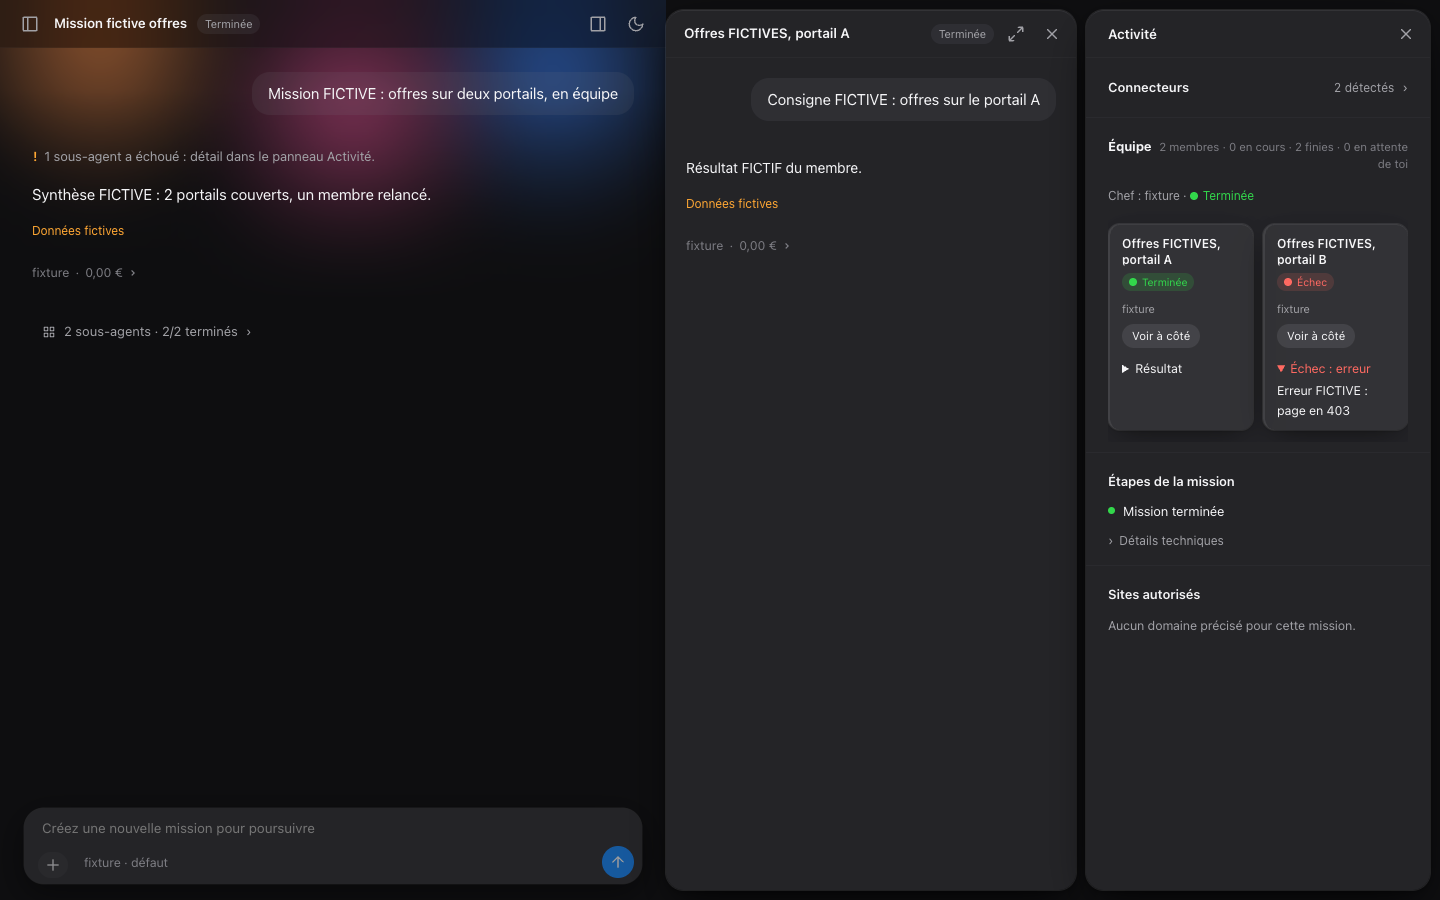 Mission fictive offres
Terminée
Mission FICTIVE : offres sur deux portails, en équipe
! 1 sous-agent a échoué : détail dans le panneau Activité.
Synthèse FICTIVE : 2 portails couverts, un membre relancé.
Données fictives
fixture · 0,00 € ›
2 sous-agents · 2/2 terminés ›
Créez une nouvelle mission pour poursuivre
fixture · défaut
Offres FICTIVES, portail A
Terminée
Consigne FICTIVE : offres sur le portail A
Résultat FICTIF du membre.
Données fictives
fixture · 0,00 € ›
Activité
Connecteurs
2 détectés ›
Équipe
2 membres · 0 en cours · 2 finies · 0 en attente
de toi
Chef : fixture · Terminée
Offres FICTIVES,
portail A
Terminée
fixture
Voir à côté
Résultat
Offres FICTIVES,
portail B
Échec
fixture
Voir à côté
Échec : erreur
Erreur FICTIVE :
page en 403
Étapes de la mission
Mission terminée
› Détails techniques
Sites autorisés
Aucun domaine précisé pour cette mission.